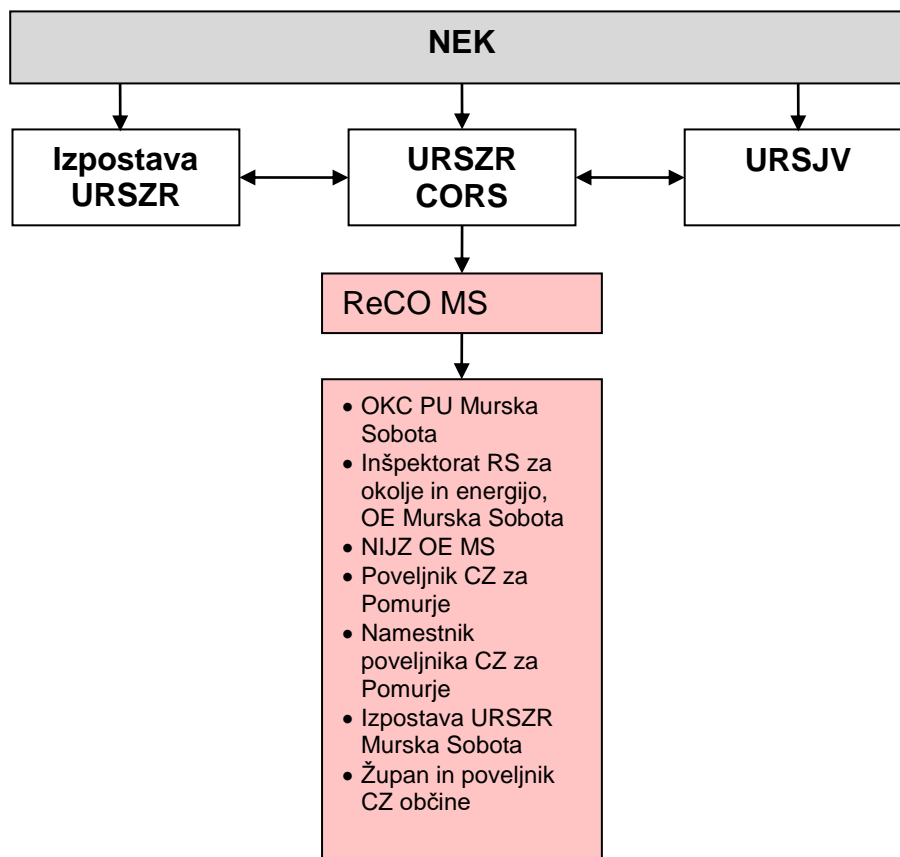 NEK
Izpostava
URSZR
URSZR
CORS
URSJV
ReCO MS
• OKC PU Murska
Sobota
• Inšpektorat RS za
okolje in energijo,
OE Murska Sobota
• NIJZ OE MS
• Poveljnik CZ za
Pomurje
• Namestnik
poveljnika CZ za
Pomurje
• Izpostava URSZR
Murska Sobota
• Župan in poveljnik
CZ občine